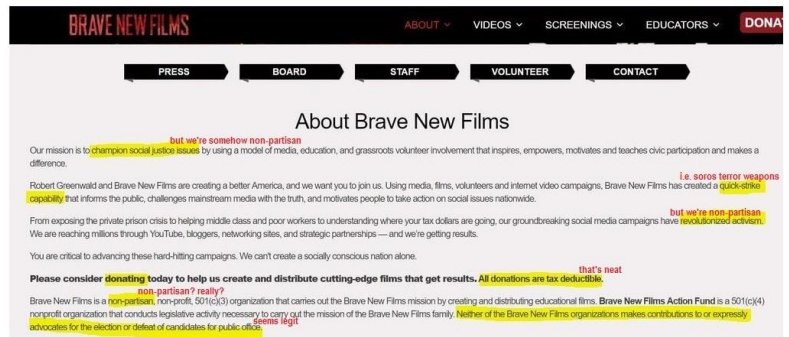 BRAVE NEW FILMS
ABOUT VIDEOS SCREENINGS EDUCATORS DONA
PRESS BOARD STAFF VOLUNTEER CONTACT
About Brave New Films
but we're somehow non-partisan
Our mission is to champion social justice issues by using a model of media, education, and grassroots volunteer involvement that inspires, empowers, motivates and teaches civic participation and makes a
difference.
i.e. soros terror weapons
Robert Greenwald and Brave New Films are creating a better America, and we want you to join us. Using media, films, volunteers and internet video campaigns, Brave New Films has created a quick-strike
capability that informs the public, challenges mainstream media with the truth, and motivates people to take action on social issues nationwide.
but we're non-partisan
From exposing the private prison crisis to helping middle class and poor workers to understanding where your tax dollars are going, our groundbreaking social media campaigns have revolutionized activism.
We are reaching millions through YouTube, bloggers, networking sites, and strategic partnerships — and we're getting results.
You are critical to advancing these hard-hitting campaigns. We can't create a socially conscious nation alone.
that's neat
Please consider donating today to help us create and distribute cutting-edge films that get results. All donations are tax deductible.
non-partisan? really?
Brave New Films is a non-partisan, non-profit, 501(c)(3) organization that carries out the Brave New Films mission by creating and distributing educational films. Brave New Films Action Fund is a 501(c)(4)
nonprofit organization that conducts legislative activity necessary to carry out the mission of the Brave New Films family. Neither of the Brave New Films organizations makes contributions to or expressly
seems legit
advocates for the election or defeat of candidates for public office.